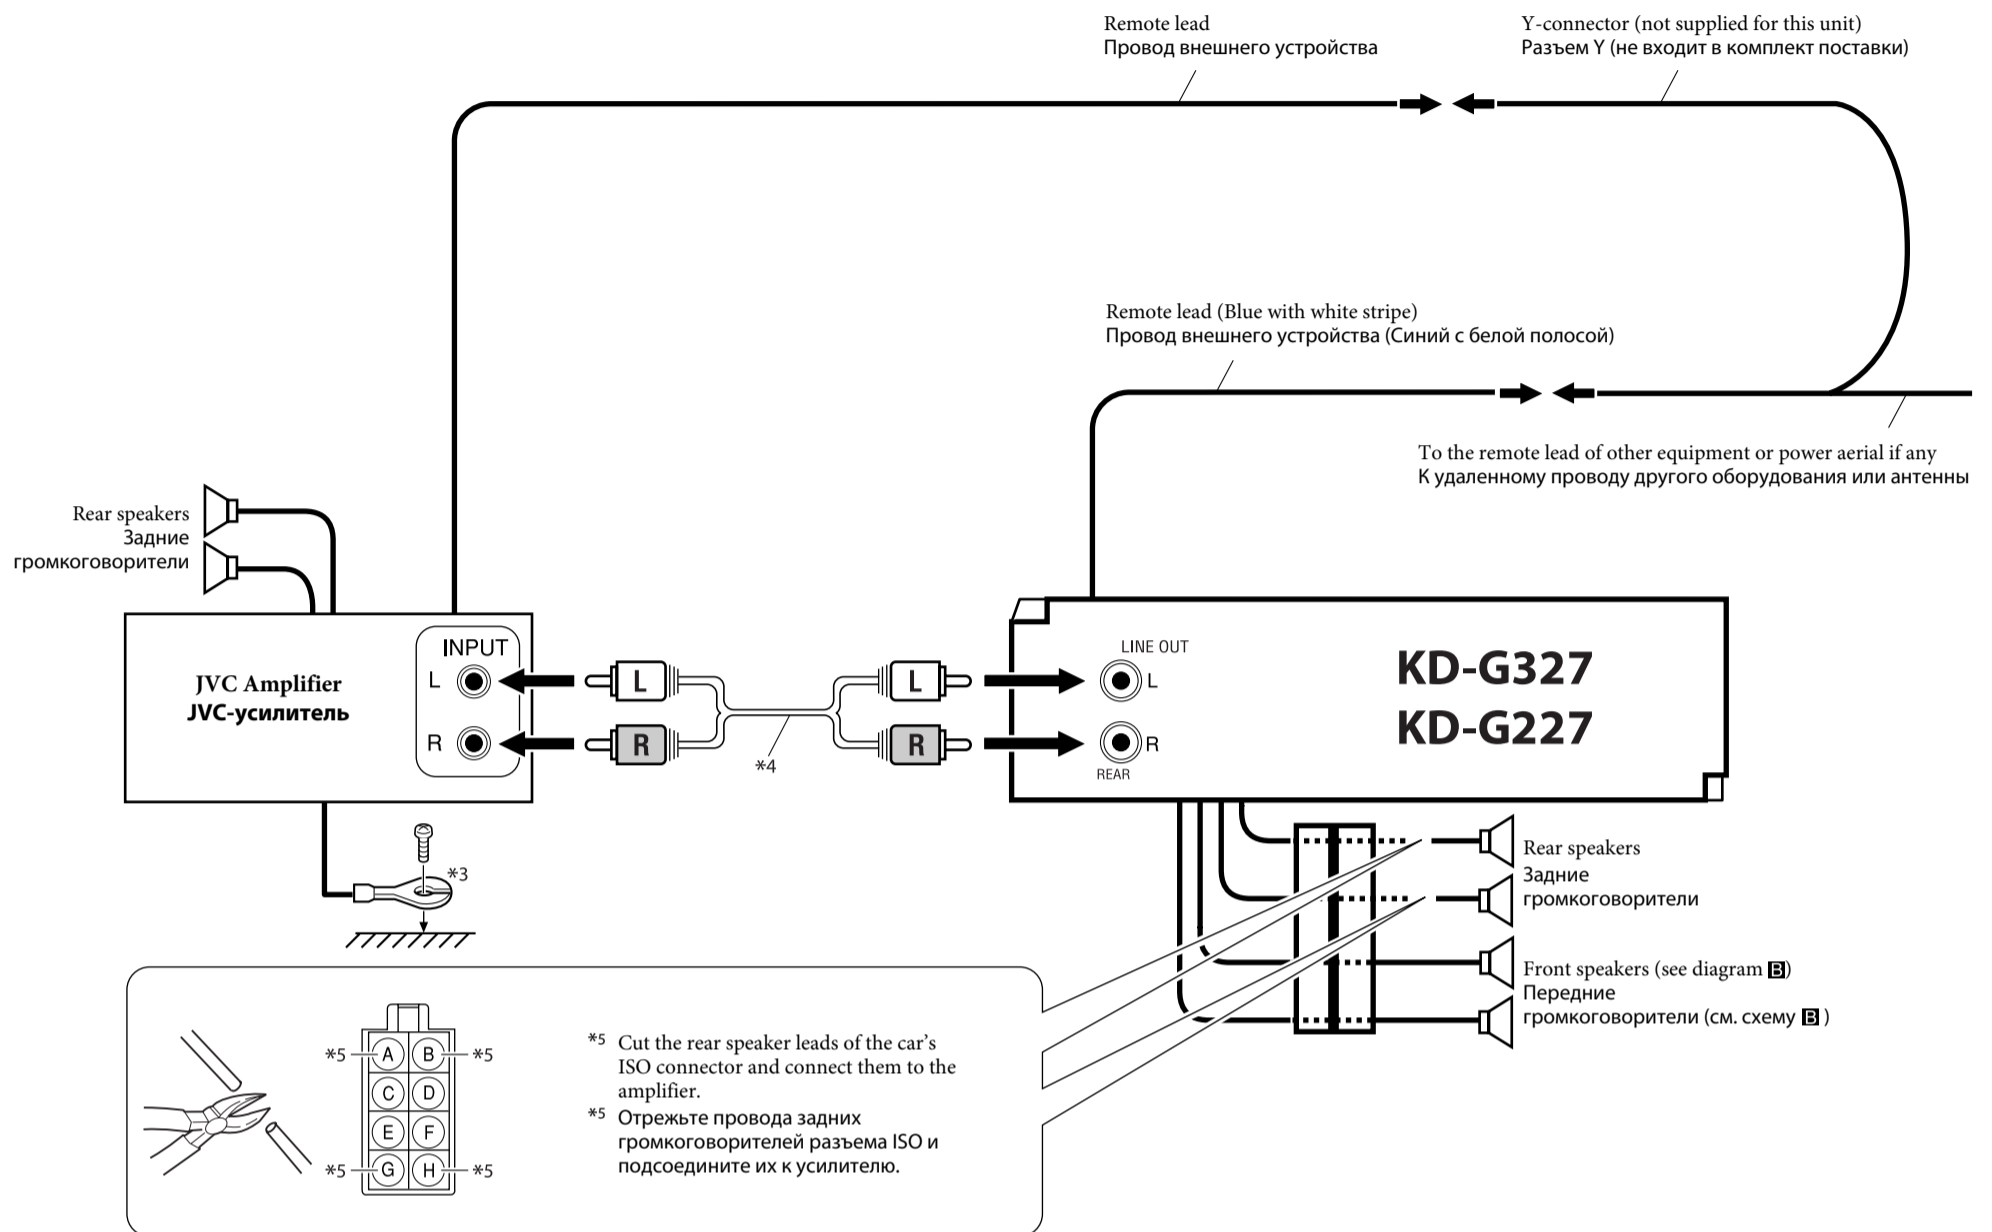 Remote lead
Провод внешнего устройства
Y-connector (not supplied for this unit)
Разъем Y (не входит в комплект поставки)
Remote lead (Blue with white stripe)
Провод внешнего устройства (Синий с белой полосой)
To the remote lead of other equipment or power aerial if any
К удаленному проводу другого оборудования или антенны
Rear speakers
Задние
громкоговорители
JVC Amplifier
JVC-усилитель
INPUT
L
R
L
R
*4
L
R
LINE OUT
L
R
REAR
KD-G327
KD-G227
*3
Rear speakers
Задние
громкоговорители
Front speakers (see diagram B)
Передние
громкоговорители (см. схему B )
*5 A B *5
C D
E F
*5 G H *5
*5 Cut the rear speaker leads of the car's
ISO connector and connect them to the
amplifier.
*5 Отрежьте провода задних
громкоговорителей разъема ISO и
подсоедините их к усилителю.